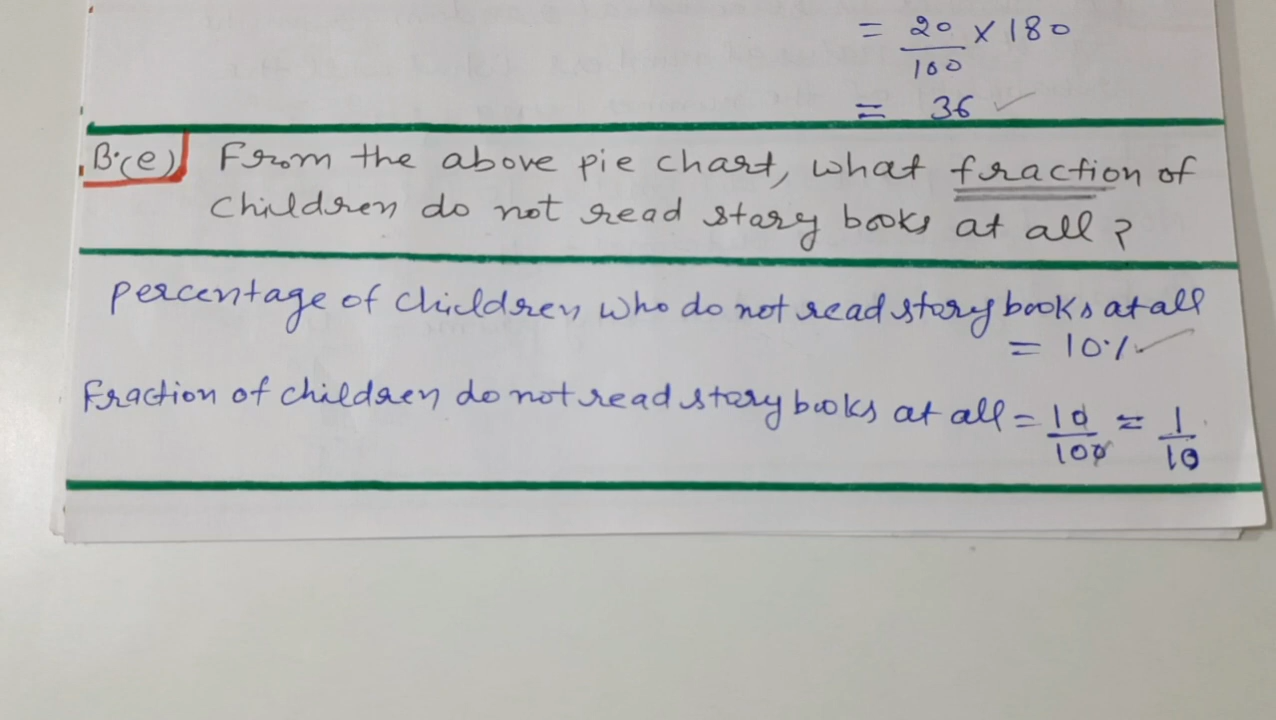 = 20/100 × 180
= 36 ✓
B.(e) From the above pie chart, what fraction of
children do not read story books at all?
Percentage of children who do not read story books at all
= 10% ✓
Fraction of children do not read story books at all = 10/100 = 1/10